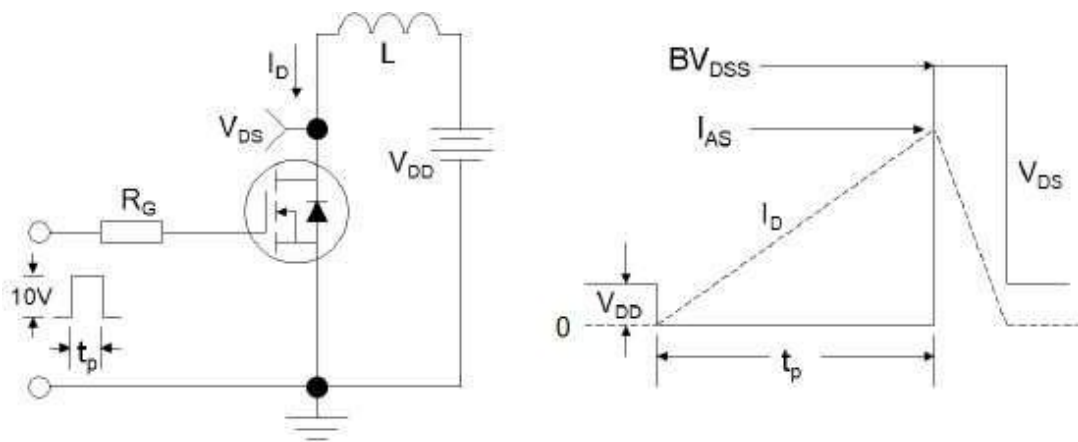 L
I_D
V_DS
V_DD
R_G
10V
t_p
BV_DSS
I_AS
V_DS
I_D
V_DD
0
t_p